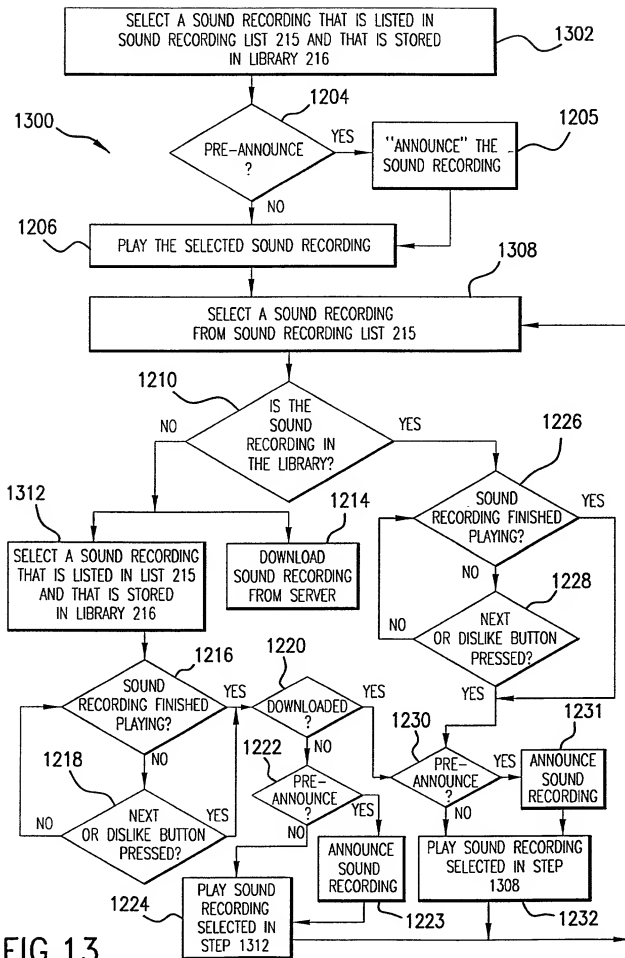 SELECT A SOUND RECORDING THAT IS LISTED IN
SOUND RECORDING LIST 215 AND THAT IS STORED
IN LIBRARY 216
1302
1300
1204
PRE-ANNOUNCE
?
YES
NO
"ANNOUNCE" THE
SOUND RECORDING
1205
1206
PLAY THE SELECTED SOUND RECORDING
1308
SELECT A SOUND RECORDING
FROM SOUND RECORDING LIST 215
1210
IS THE
SOUND
RECORDING IN
THE LIBRARY?
NO
YES
1226
SOUND
RECORDING FINISHED
PLAYING?
YES
NO
1228
NEXT
OR DISLIKE BUTTON
PRESSED?
NO
YES
1312
SELECT A SOUND RECORDING
THAT IS LISTED IN LIST 215
AND THAT IS STORED
IN LIBRARY 216
1214
DOWNLOAD
SOUND RECORDING
FROM SERVER
1216
SOUND
RECORDING FINISHED
PLAYING?
YES
NO
1218
NEXT
OR DISLIKE BUTTON
PRESSED?
NO
YES
1220
DOWNLOADED
?
YES
NO
1222
PRE-
ANNOUNCE
?
YES
NO
ANNOUNCE
SOUND
RECORDING
1223
1224
PLAY SOUND
RECORDING
SELECTED IN
STEP 1312
1230
PRE-
ANNOUNCE
?
YES
NO
1231
ANNOUNCE
SOUND
RECORDING
PLAY SOUND RECORDING
SELECTED IN STEP
1308
1232
FIG.13